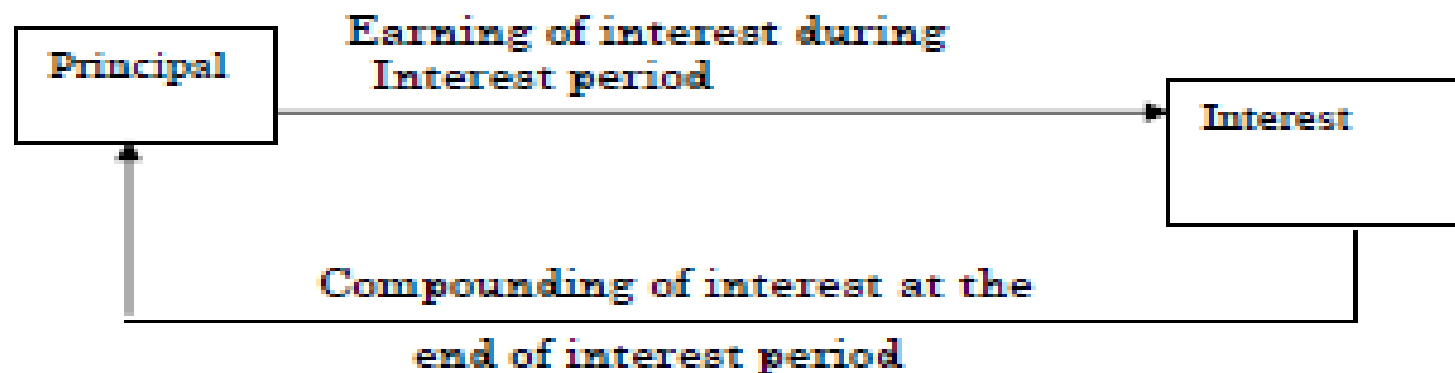 Earning of interest during
Principal
Interest period
Interest
Compounding of interest at the
end of interest period